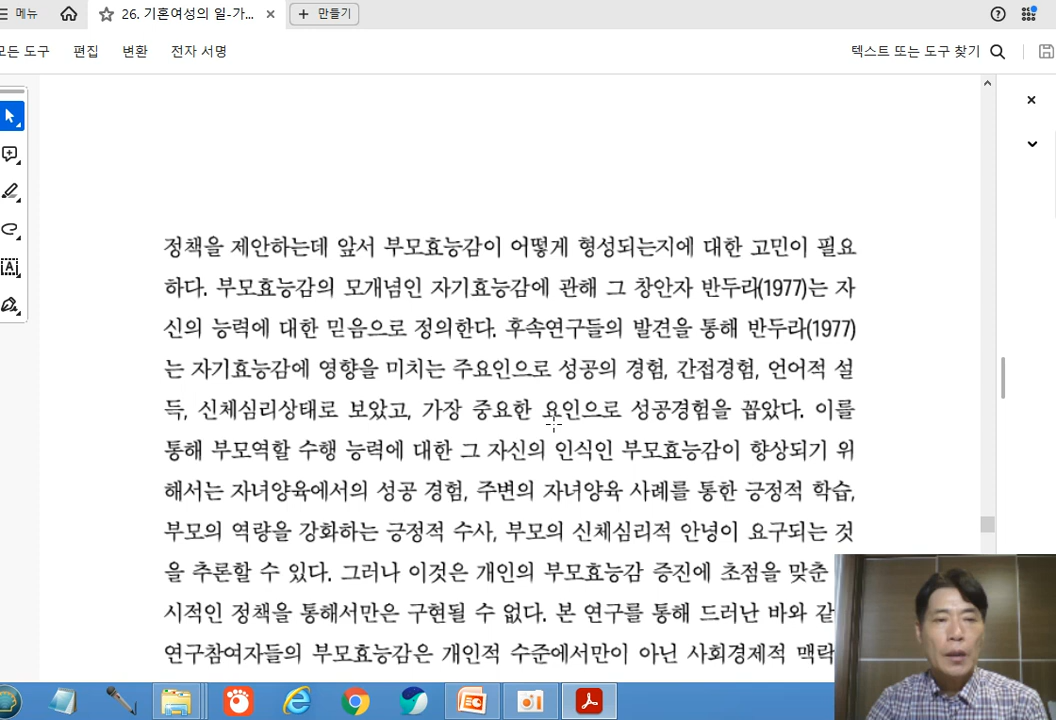 메뉴
26. 기혼여성의 일-가...
만들기
모든 도구 편집 변환 전자 서명
텍스트 또는 도구 찾기
정책을 제안하는데 앞서 부모효능감이 어떻게 형성되는지에 대한 고민이 필요
하다. 부모효능감의 모개념인 자기효능감에 관해 그 창안자 반두라(1977)는 자
신의 능력에 대한 믿음으로 정의한다. 후속연구들의 발견을 통해 반두라(1977)
는 자기효능감에 영향을 미치는 주요인으로 성공의 경험, 간접경험, 언어적 설
득, 신체심리상태로 보았고, 가장 중요한 요인으로 성공경험을 꼽았다. 이를
통해 부모역할 수행 능력에 대한 그 자신의 인식인 부모효능감이 향상되기 위
해서는 자녀양육에서의 성공 경험, 주변의 자녀양육 사례를 통한 긍정적 학습,
부모의 역량을 강화하는 긍정적 수사, 부모의 신체심리적 안녕이 요구되는 것
을 추론할 수 있다. 그러나 이것은 개인의 부모효능감 증진에 초점을 맞춘
시적인 정책을 통해서만은 구현될 수 없다. 본 연구를 통해 드러난 바와 같
연구참여자들의 부모효능감은 개인적 수준에서만이 아닌 사회경제적 맥락